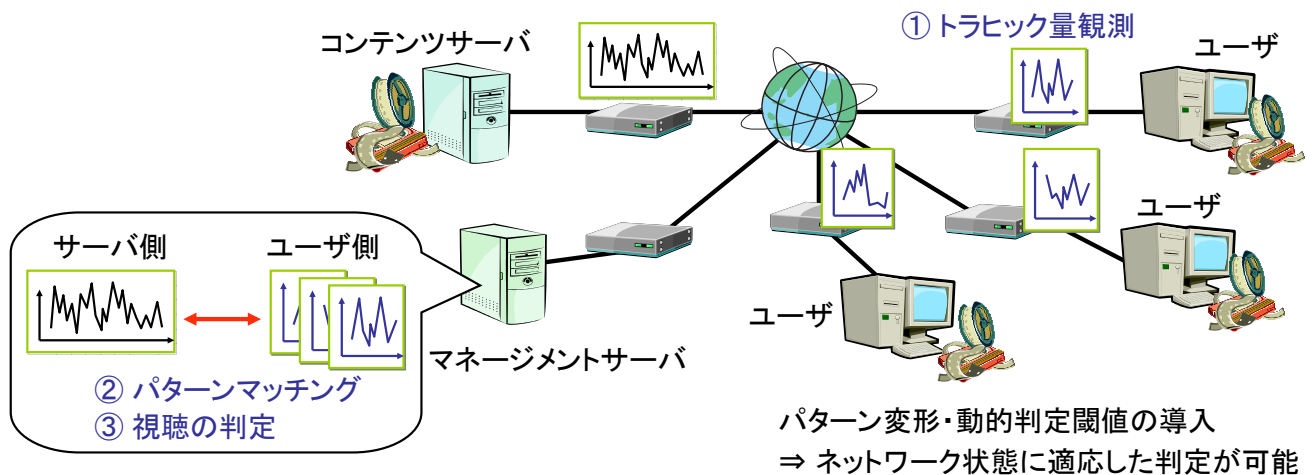 ① トラヒック量観測
コンテンツサーバ
ユーザ
ユーザ
サーバ側
ユーザ側
ユーザ
マネージメントサーバ
② パターンマッチング
③ 視聴の判定
パターン変形・動的判定閾値の導入
⇒ ネットワーク状態に適応した判定が可能